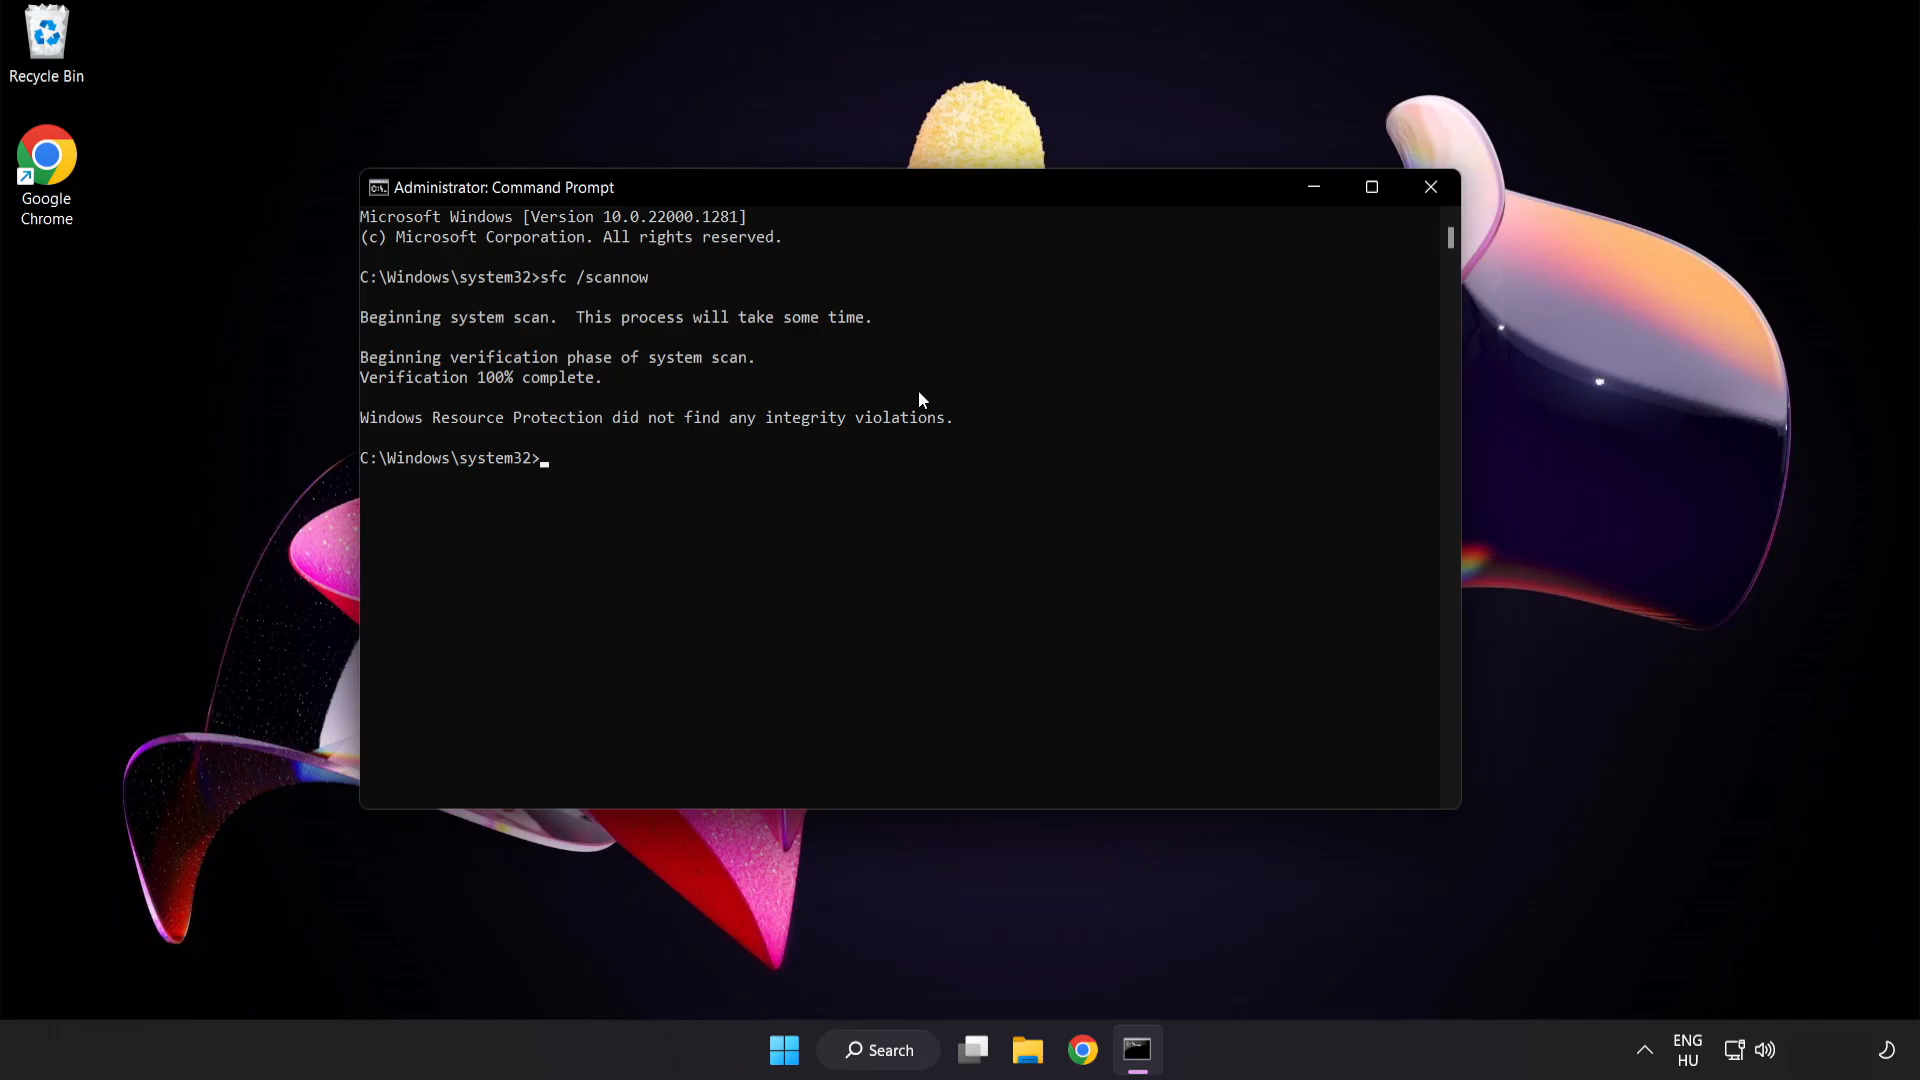 Recycle Bin
Google
Chrome
Administrator: Command Prompt
Microsoft Windows [Version 10.0.22000.1281]
(c) Microsoft Corporation. All rights reserved.
C:\Windows\system32>sfc /scannow
Beginning system scan.  This process will take some time.
Beginning verification phase of system scan.
Verification 100% complete.
Windows Resource Protection did not find any integrity violations.
C:\Windows\system32>
Search
ENG
HU